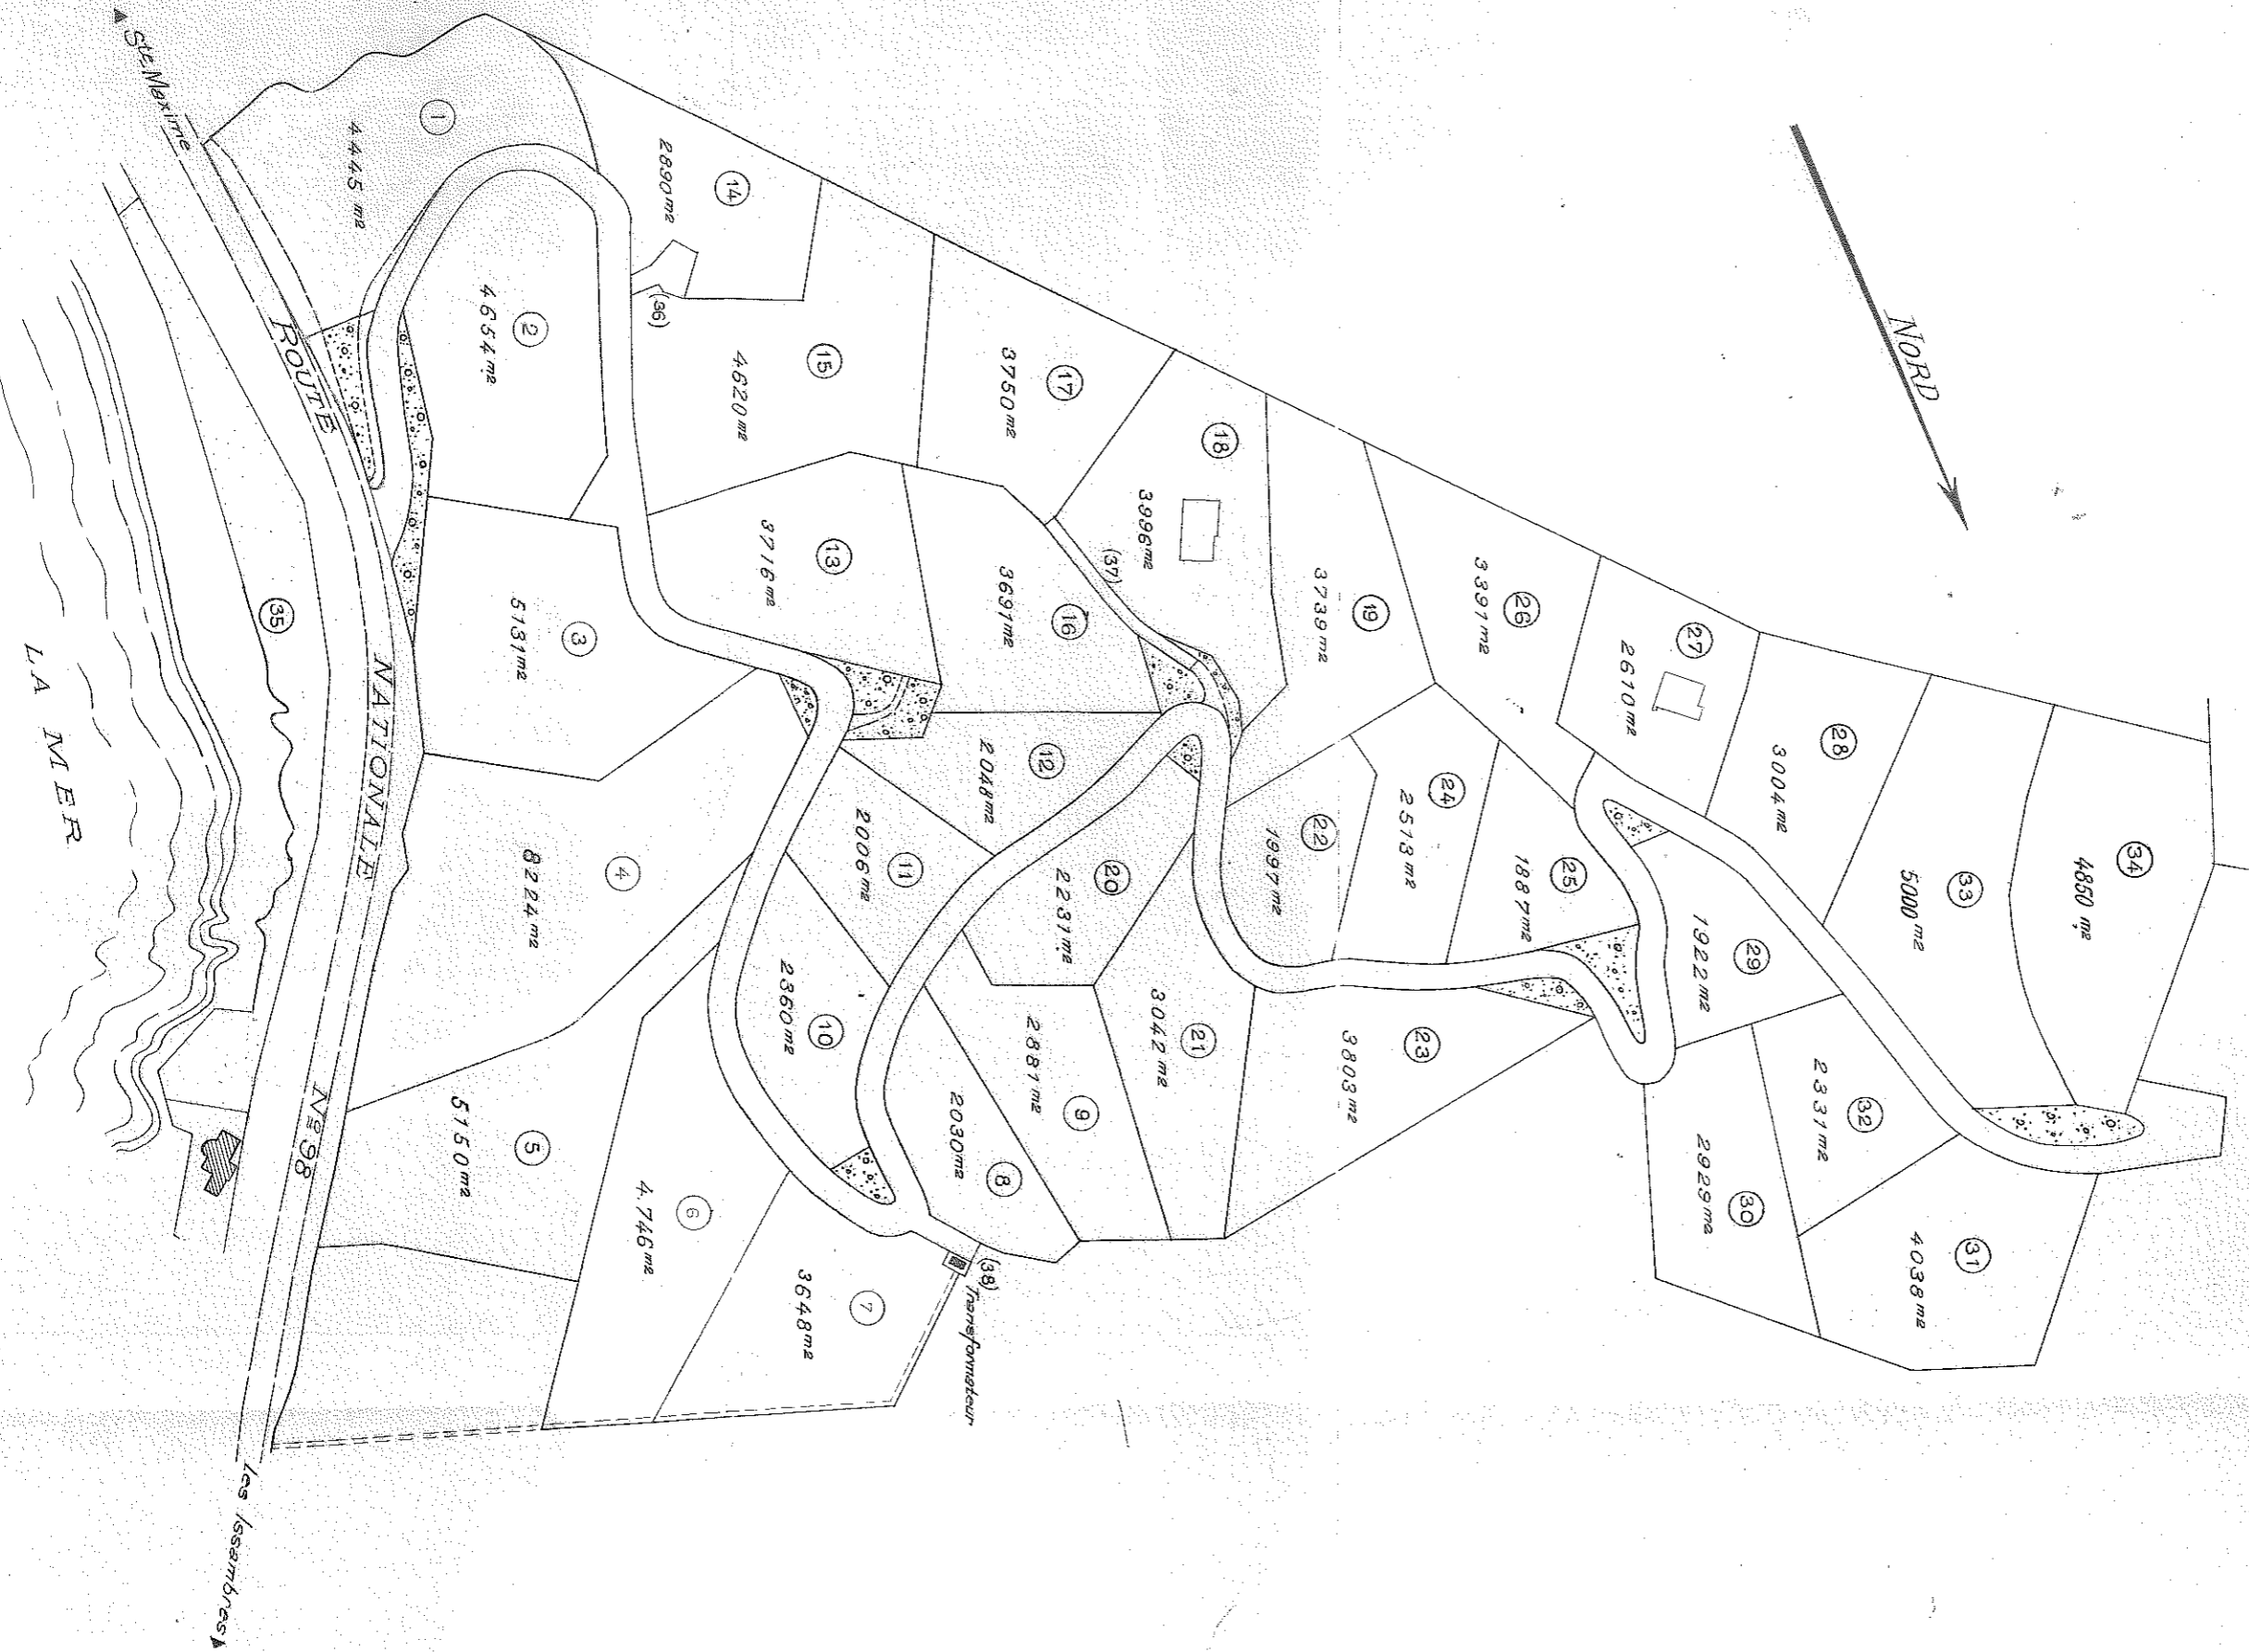 NORD
Ste Maxime
ROUTE
NATIONALE
Nº 98
Les Issambres
LA MER
1
4445 m2
2
4654 m2
3
5131 m2
4
8224 m2
5
5150 m2
6
4.746 m2
7
3648 m2
8
2030 m2
9
2881 m2
10
2360 m2
11
2006 m2
12
2048 m2
13
3716 m2
14
2890 m2
15
4620 m2
16
3691 m2
17
3750 m2
18
3996 m2
19
3739 m2
20
2231 m2
21
3042 m2
22
1997 m2
23
3803 m2
24
2513 m2
25
1887 m2
26
3391 m2
27
2610 m2
28
3004 m2
29
1922 m2
30
2929 m2
31
4038 m2
32
2331 m2
33
5000 m2
34
4850 m2
35
(36)
(37)
(38)
Transformateur